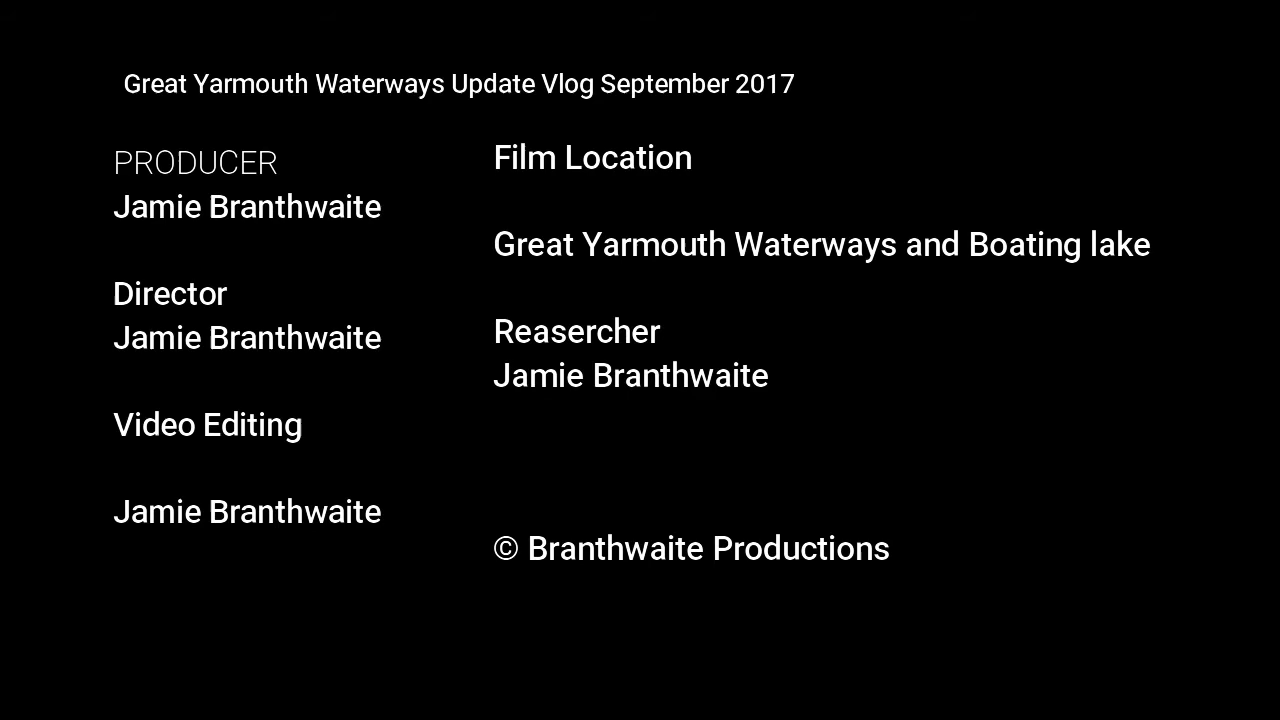 Great Yarmouth Waterways Update Vlog September 2017
PRODUCER
Jamie Branthwaite
Director
Jamie Branthwaite
Video Editing
Jamie Branthwaite
Film Location
Great Yarmouth Waterways and Boating lake
Reasercher
Jamie Branthwaite
© Branthwaite Productions